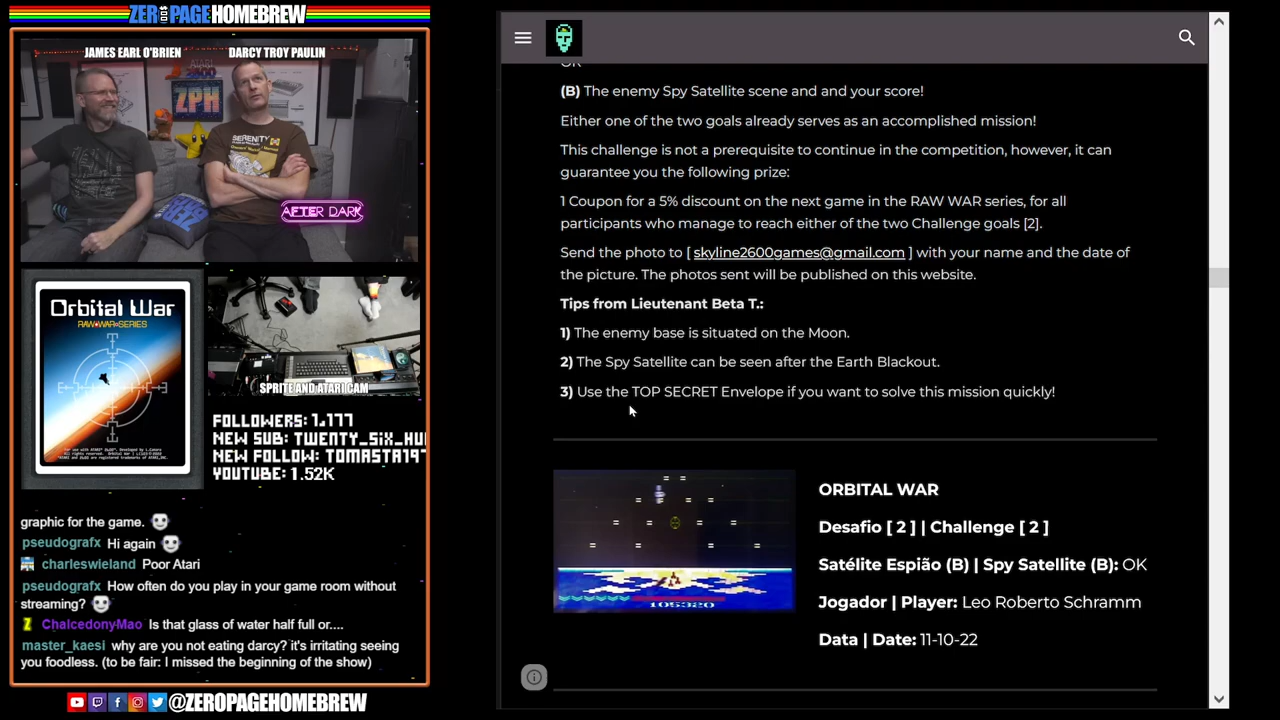 ZERO PAGE HOMEBREW
JAMES EARL O'BRIEN
DARCY TROY PAULIN
ATARI
ZPH
SERENITY
AFTER DARK
Orbital War
RAW WAR SERIES
SPRITE AND ATARI CAM
FOLLOWERS: 1,177
NEW SUB: TWENTY_SIX_HU
NEW FOLLOW: TOMASTA197
YOUTUBE: 1.52K
graphic for the game.
pseudografx Hi again
charleswieland Poor Atari
pseudografx How often do you play in your game room without
streaming?
ChalcedonyMao Is that glass of water half full or....
master_kaesi why are you not eating darcy? it's irritating seeing
you foodless. (to be fair: I missed the beginning of the show)
@ZEROPAGEHOMEBREW
OK
(B) The enemy Spy Satellite scene and and your score!
Either one of the two goals already serves as an accomplished mission!
This challenge is not a prerequisite to continue in the competition, however, it can
guarantee you the following prize:
1 Coupon for a 5% discount on the next game in the RAW WAR series, for all
participants who manage to reach either of the two Challenge goals [2].
Send the photo to [ skyline2600games@gmail.com ] with your name and the date of
the picture. The photos sent will be published on this website.
Tips from Lieutenant Beta T.:
1) The enemy base is situated on the Moon.
2) The Spy Satellite can be seen after the Earth Blackout.
3) Use the TOP SECRET Envelope if you want to solve this mission quickly!
105320
ORBITAL WAR
Desafio [ 2 ] | Challenge [ 2 ]
Satélite Espião (B) | Spy Satellite (B): OK
Jogador | Player: Leo Roberto Schramm
Data | Date: 11-10-22